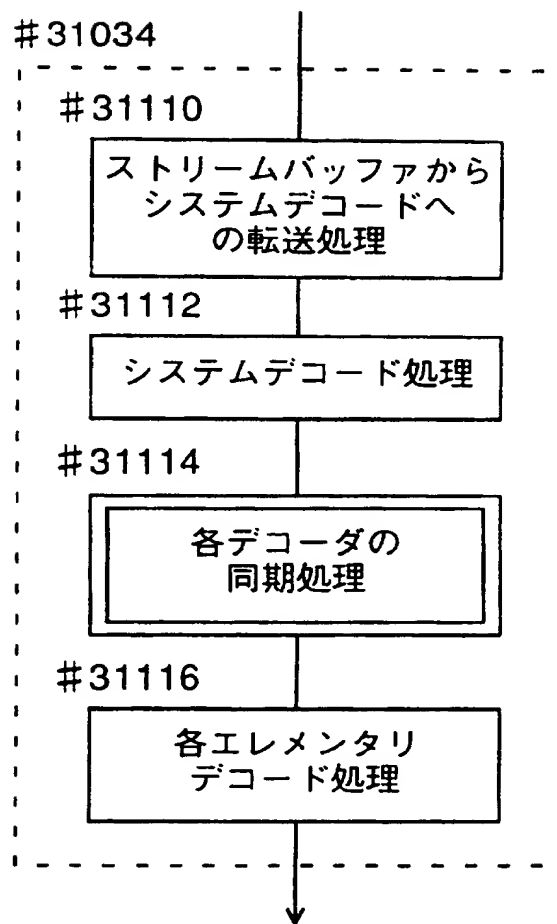 #31034
#31110
ストリームバッファから
システムデコードへ
の転送処理
#31112
システムデコード処理
#31114
各デコーダの
同期処理
#31116
各エレメンタリ
デコード処理